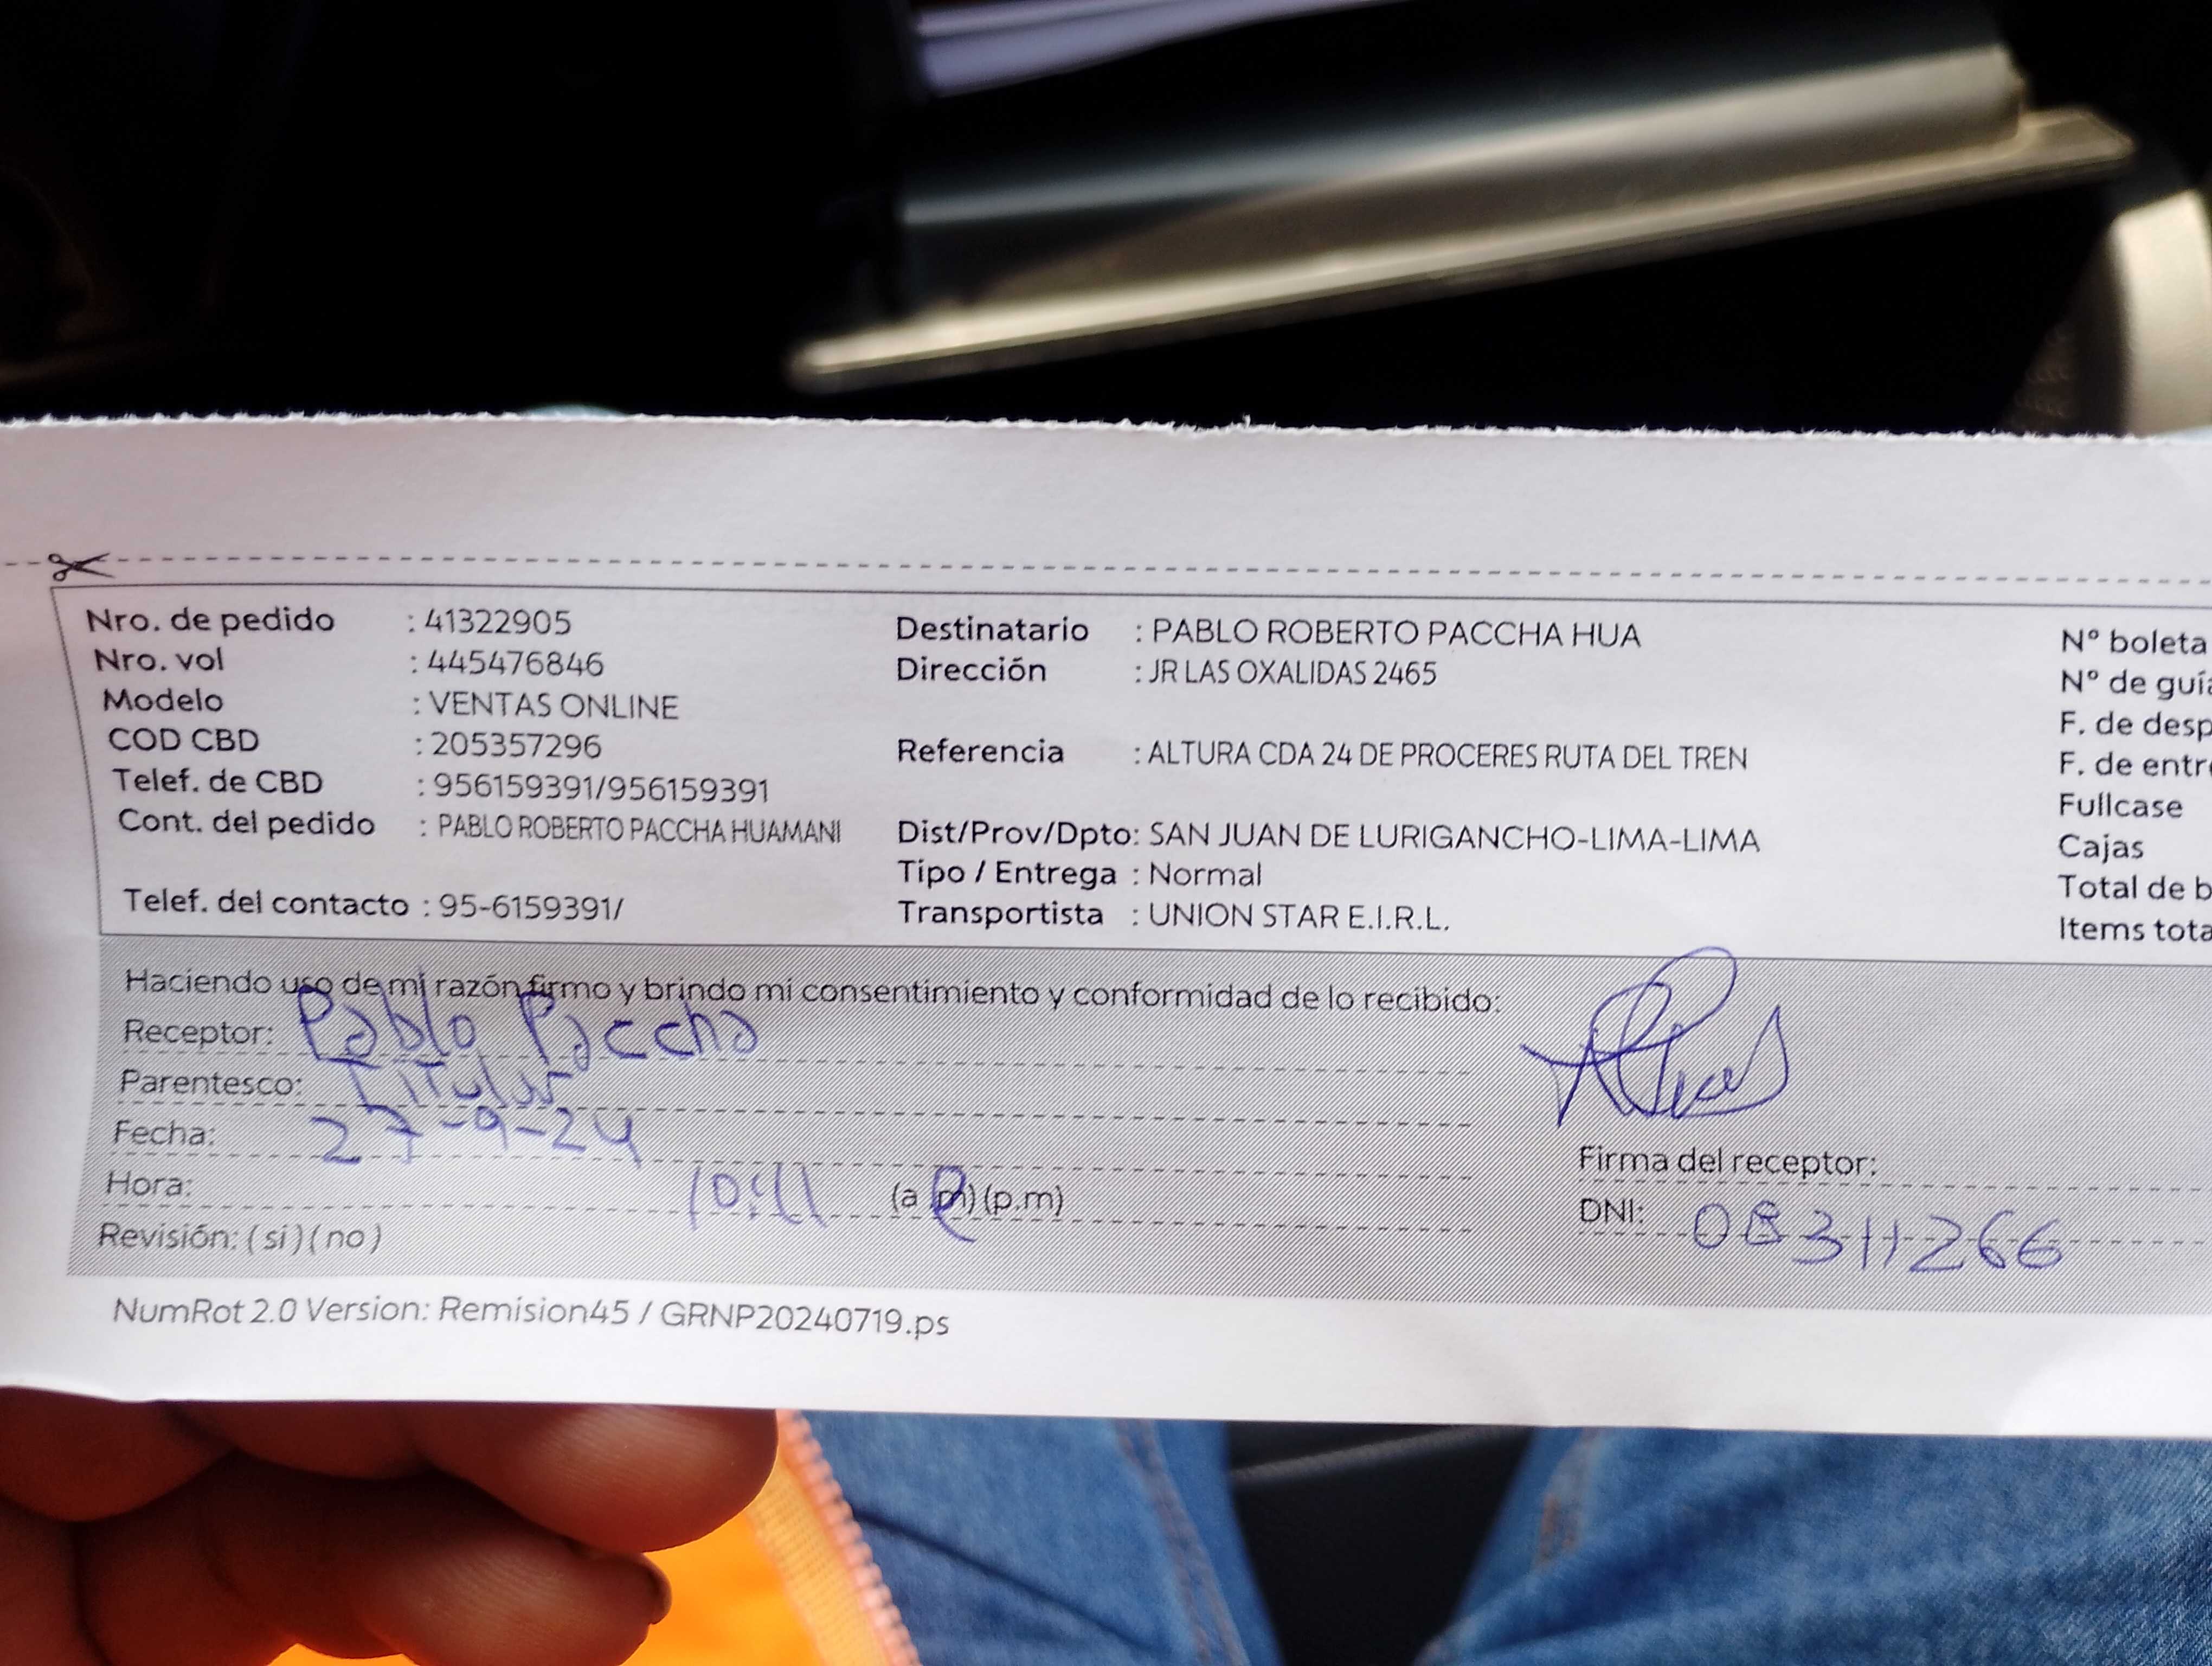 Nro. de pedido : 41322905
Nro. vol : 445476846
Modelo : VENTAS ONLINE
COD CBD : 205357296
Telef. de CBD : 956159391/956159391
Cont. del pedido : PABLO ROBERTO PACCHA HUAMANI
Telef. del contacto : 95-6159391/
Destinatario : PABLO ROBERTO PACCHA HUA
Dirección : JR LAS OXALIDAS 2465
Referencia : ALTURA CDA 24 DE PROCERES RUTA DEL TREN
Dist/Prov/Dpto: SAN JUAN DE LURIGANCHO-LIMA-LIMA
Tipo / Entrega : Normal
Transportista : UNION STAR E.I.R.L.
N° boleta
N° de guía
F. de desp
F. de entre
Fullcase
Cajas
Total de b
Items tota
Haciendo uso de mi razón firmo y brindo mi consentimiento y conformidad de lo recibido:
Receptor: Pablo Paccha
Parentesco: Titular
Fecha: 27-9-24
Hora: 10:41 (a m) (p.m)
Revisión: ( si ) ( no )
Firma del receptor:
DNI: 08311266
NumRot 2.0 Version: Remision45 / GRNP20240719.ps